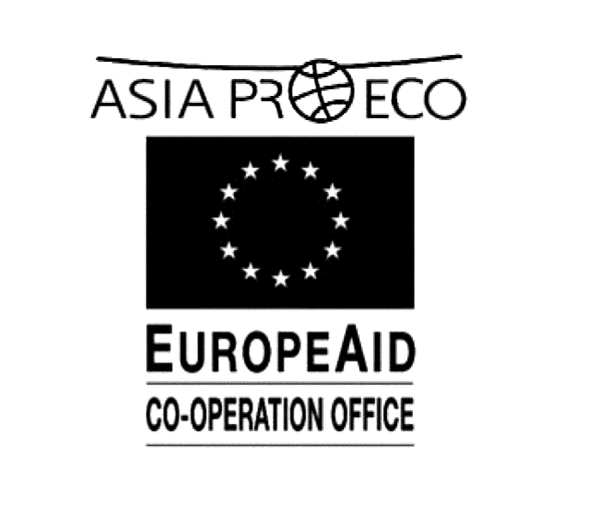 ASIA PRO ECO
EUROPEAID
CO-OPERATION OFFICE